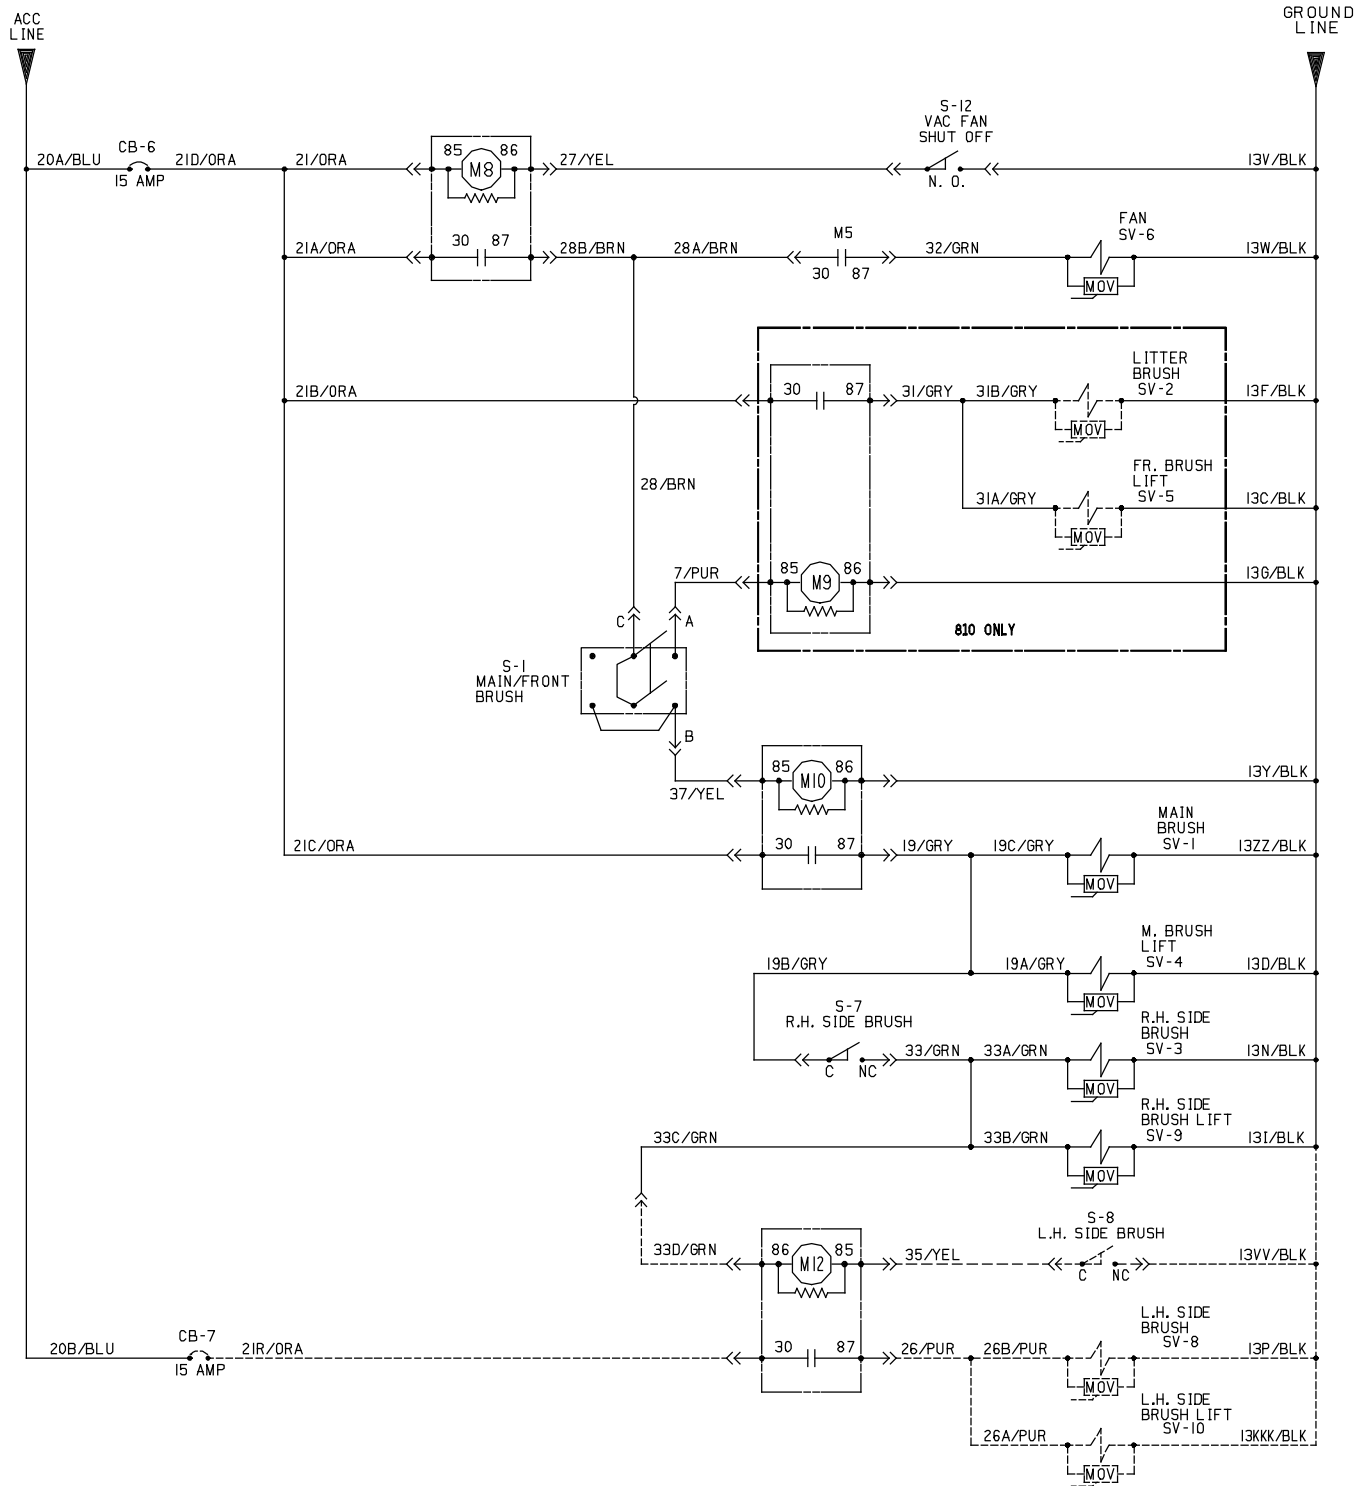 ACC
LINE
GROUND
LINE
CB-6
20A/BLU
21D/ORA
15 AMP
21/ORA
85
86
M8
27/YEL
S-12
VAC FAN
SHUT OFF
N. O.
13V/BLK
21A/ORA
30
87
28B/BRN
28A/BRN
M5
30
87
32/GRN
FAN
SV-6
MOV
13W/BLK
21B/ORA
30
87
31/GRY
31B/GRY
LITTER
BRUSH
SV-2
MOV
13F/BLK
28/BRN
31A/GRY
FR. BRUSH
LIFT
SV-5
MOV
13C/BLK
7/PUR
85
86
M9
13G/BLK
810 ONLY
C
A
S-1
MAIN/FRONT
BRUSH
B
37/YEL
85
86
M10
13Y/BLK
21C/ORA
30
87
19/GRY
19C/GRY
MAIN
BRUSH
SV-1
MOV
13ZZ/BLK
19B/GRY
19A/GRY
M. BRUSH
LIFT
SV-4
MOV
13D/BLK
S-7
R.H. SIDE BRUSH
C
NC
33/GRN
33A/GRN
R.H. SIDE
BRUSH
SV-3
MOV
13N/BLK
33C/GRN
33B/GRN
R.H. SIDE
BRUSH LIFT
SV-9
MOV
13I/BLK
33D/GRN
86
85
M12
35/YEL
S-8
L.H. SIDE BRUSH
C
NC
13VV/BLK
20B/BLU
CB-7
15 AMP
21R/ORA
30
87
26/PUR
26B/PUR
L.H. SIDE
BRUSH
SV-8
MOV
13P/BLK
26A/PUR
L.H. SIDE
BRUSH LIFT
SV-10
MOV
13KKK/BLK